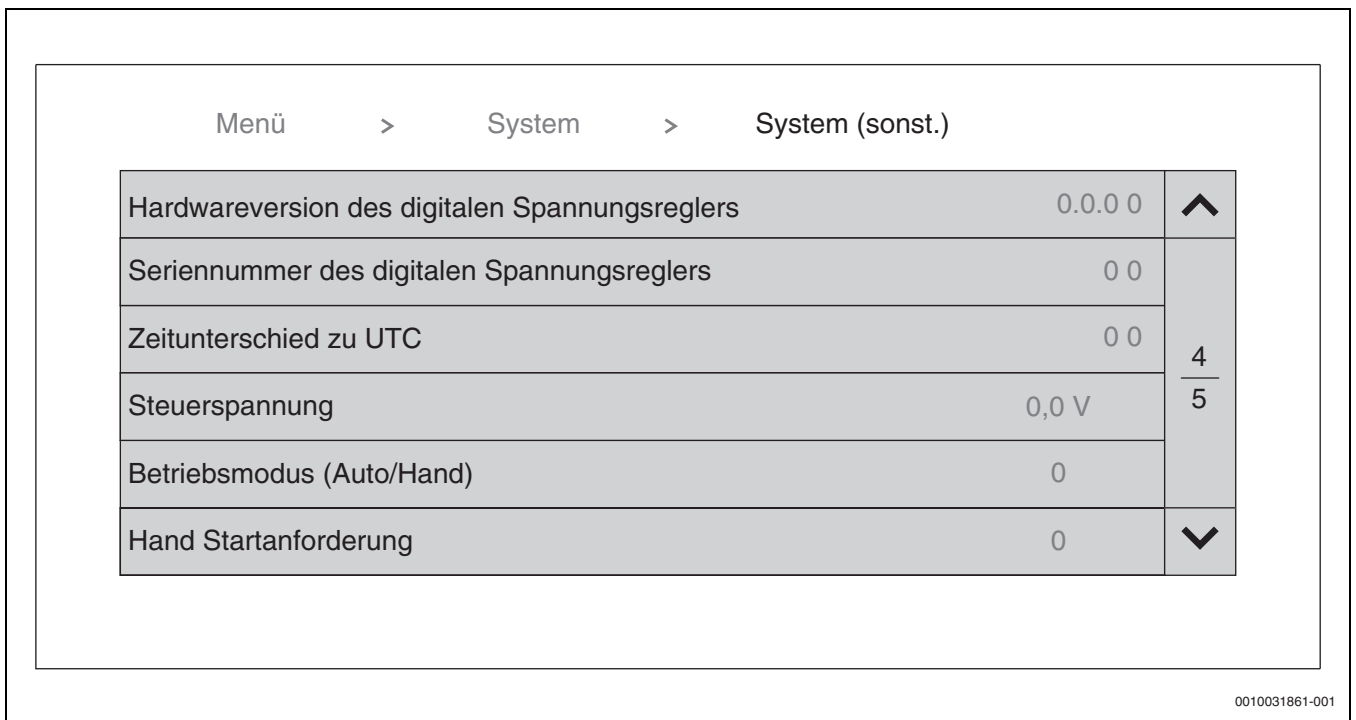 Menü > System > System (sonst.)
Hardwareversion des digitalen Spannungsreglers 0.0.0 0
Seriennummer des digitalen Spannungsreglers 0 0
Zeitunterschied zu UTC 0 0
4
5
Steuerspannung 0,0 V
Betriebsmodus (Auto/Hand) 0
Hand Startanforderung 0
0010031861-001